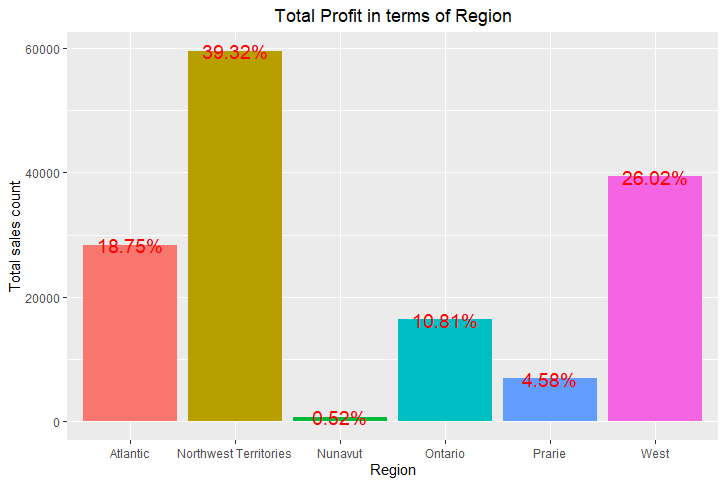 Total Profit in terms of Region
Total sales count
60000
40000
20000
0
39.32%
26.02%
18.75%
10.81%
4.58%
0.52%
Atlantic Northwest Territories Nunavut Ontario Prarie West
Region